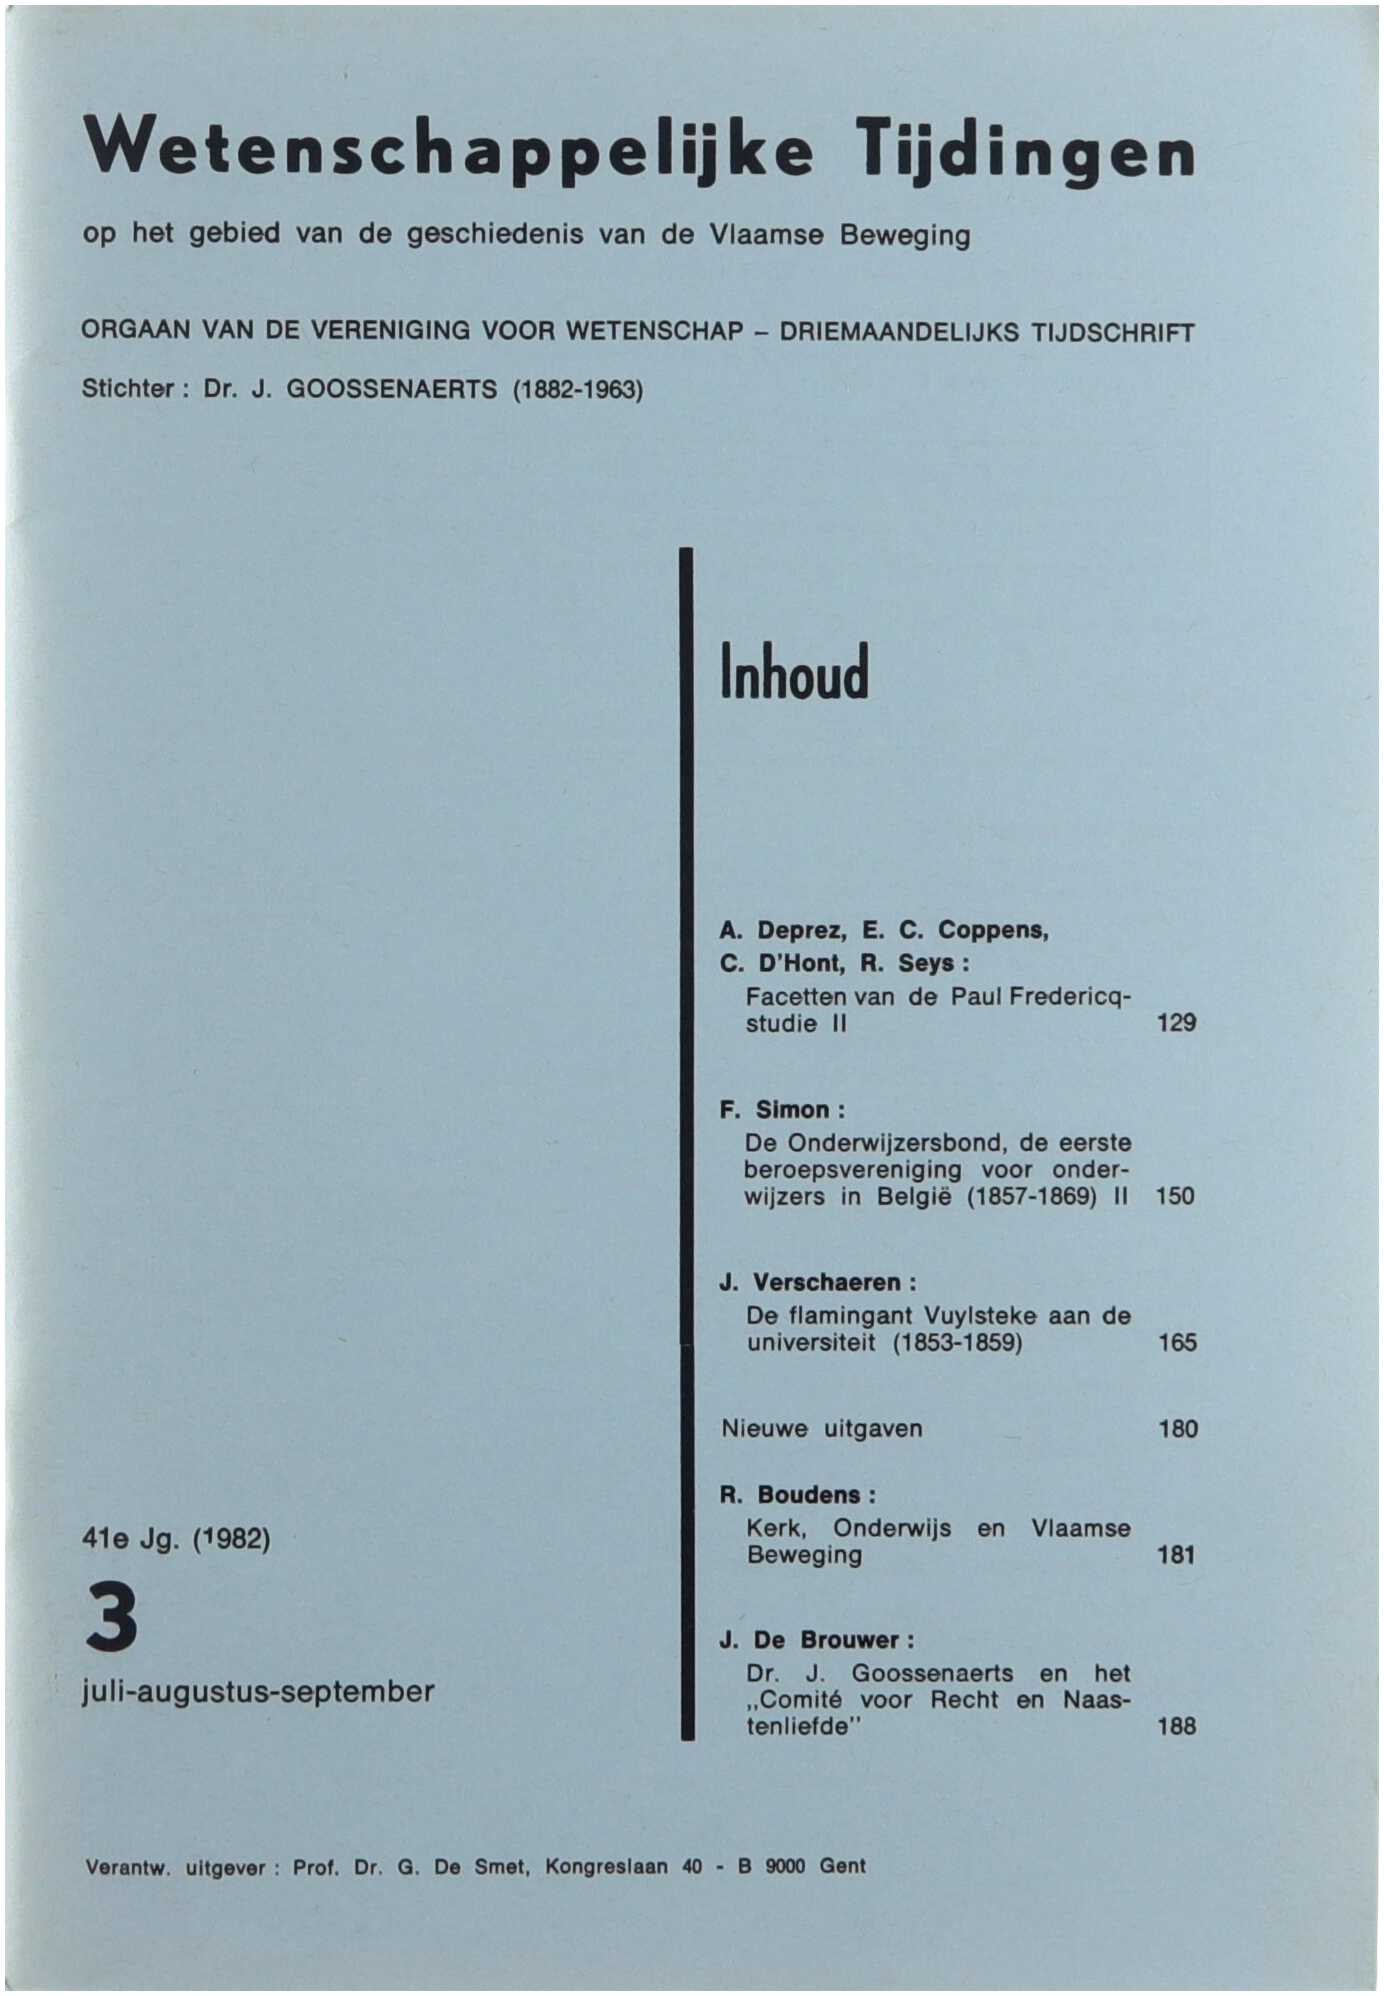 Wetenschappelijke Tijdingen
op het gebied van de geschiedenis van de Vlaamse Beweging
ORGAAN VAN DE VERENIGING VOOR WETENSCHAP – DRIEMAANDELIJKS TIJDSCHRIFT
Stichter : Dr. J. GOOSSENAERTS (1882-1963)
Inhoud
A. Deprez, E. C. Coppens,
C. D'Hont, R. Seys :
Facetten van de Paul Fredericq-
studie II 129
F. Simon :
De Onderwijzersbond, de eerste
beroepsvereniging voor onder-
wijzers in België (1857-1869) II 150
J. Verschaeren :
De flamingant Vuylsteke aan de
universiteit (1853-1859) 165
Nieuwe uitgaven 180
R. Boudens :
Kerk, Onderwijs en Vlaamse
Beweging 181
J. De Brouwer :
Dr. J. Goossenaerts en het
,,Comité voor Recht en Naas-
tenliefde'' 188
41e Jg. (1982)
3
juli-augustus-september
Verantw. uitgever : Prof. Dr. G. De Smet, Kongreslaan 40 - B 9000 Gent